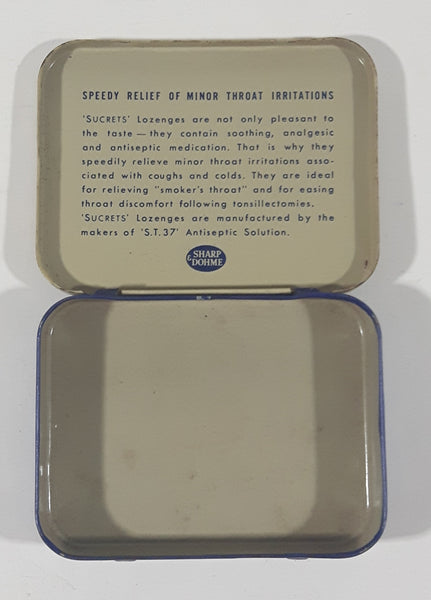 SPEEDY RELIEF OF MINOR THROAT IRRITATIONS
'SUCRETS' Lozenges are not only pleasant to
the taste — they contain soothing, analgesic
and antiseptic medication. That is why they
speedily relieve minor throat irritations asso-
ciated with coughs and colds. They are ideal
for relieving "smoker's throat" and for easing
throat discomfort following tonsillectomies.
'SUCRETS' Lozenges are manufactured by the
makers of 'S.T.37' Antiseptic Solution.
SHARP
& DOHME